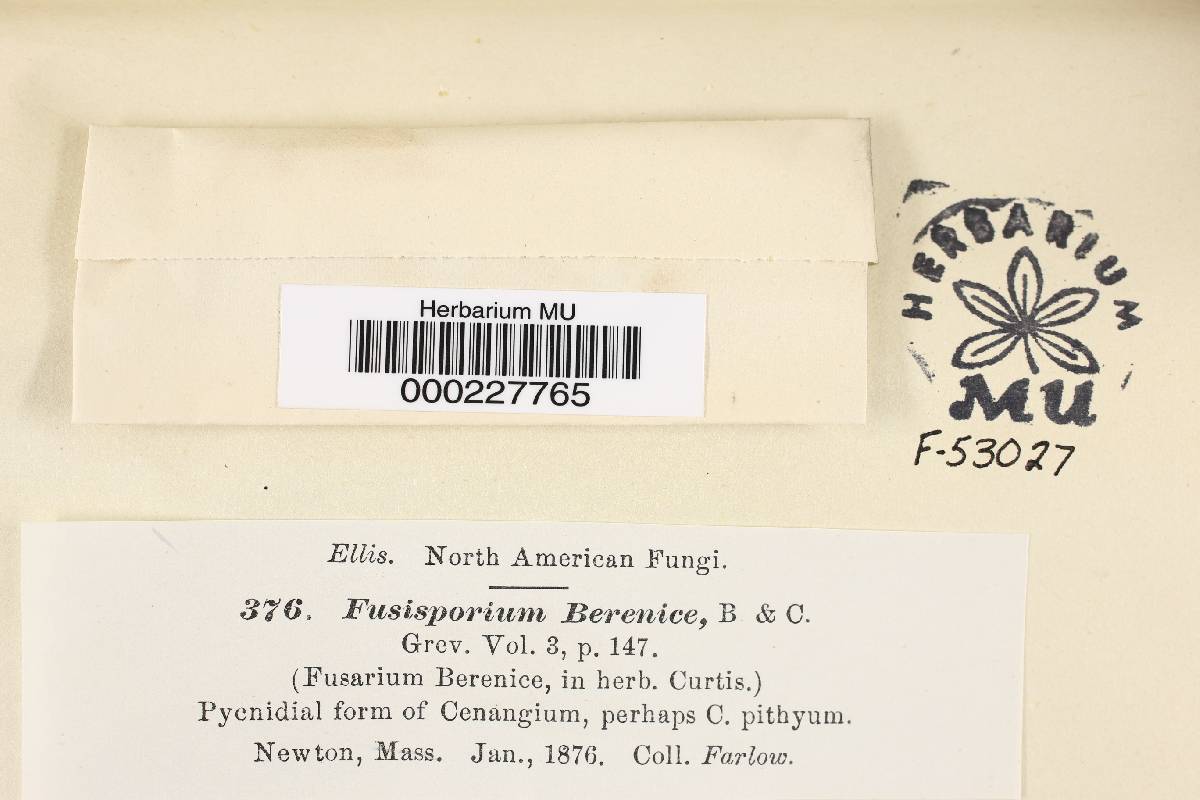 Herbarium MU
000227765
HERBARIUM
MU
F-53027
Ellis. North American Fungi.
376. Fusisporium Berenice, B & C.
Grev. Vol. 3, p. 147.
(Fusarium Berenice, in herb. Curtis.)
Pycnidial form of Cenangium, perhaps C. pithyum.
Newton, Mass. Jan., 1876. Coll. Farlow.